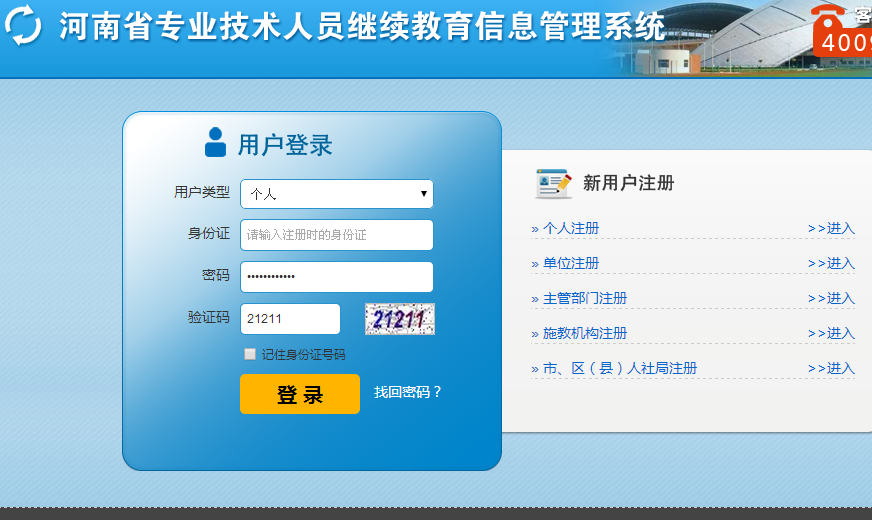 河南省专业技术人员继续教育信息管理系统
客
4009
用户登录
用户类型 个人
身份证 请输入注册时的身份证
密码 ••••••••••••
验证码 21211 21211
记住身份证号码
登 录 找回密码？
新用户注册
» 个人注册 >>进入
» 单位注册 >>进入
» 主管部门注册 >>进入
» 施教机构注册 >>进入
» 市、区（县）人社局注册 >>进入